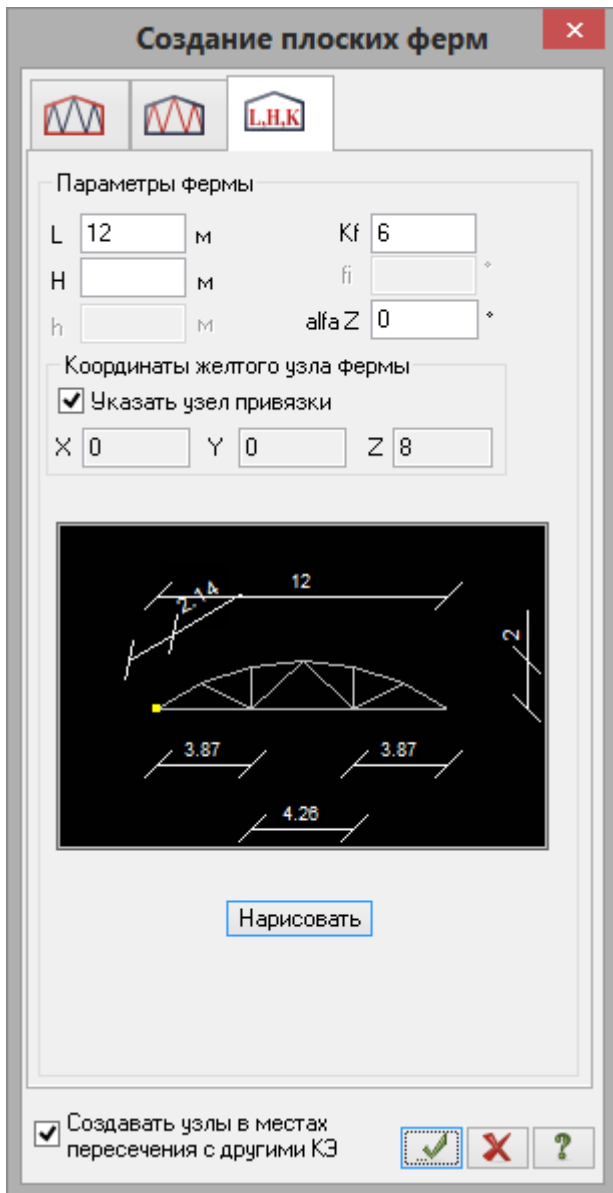 Создание плоских ферм
L,H,K
Параметры фермы
L 12 м Kf 6
H м fi °
h м alfa Z 0 °
Координаты желтого узла фермы
Указать узел привязки
X 0 Y 0 Z 8
12
2.14
2
3.87 3.87
4.26
Нарисовать
Создавать узлы в местах
пересечения с другими КЭ
?